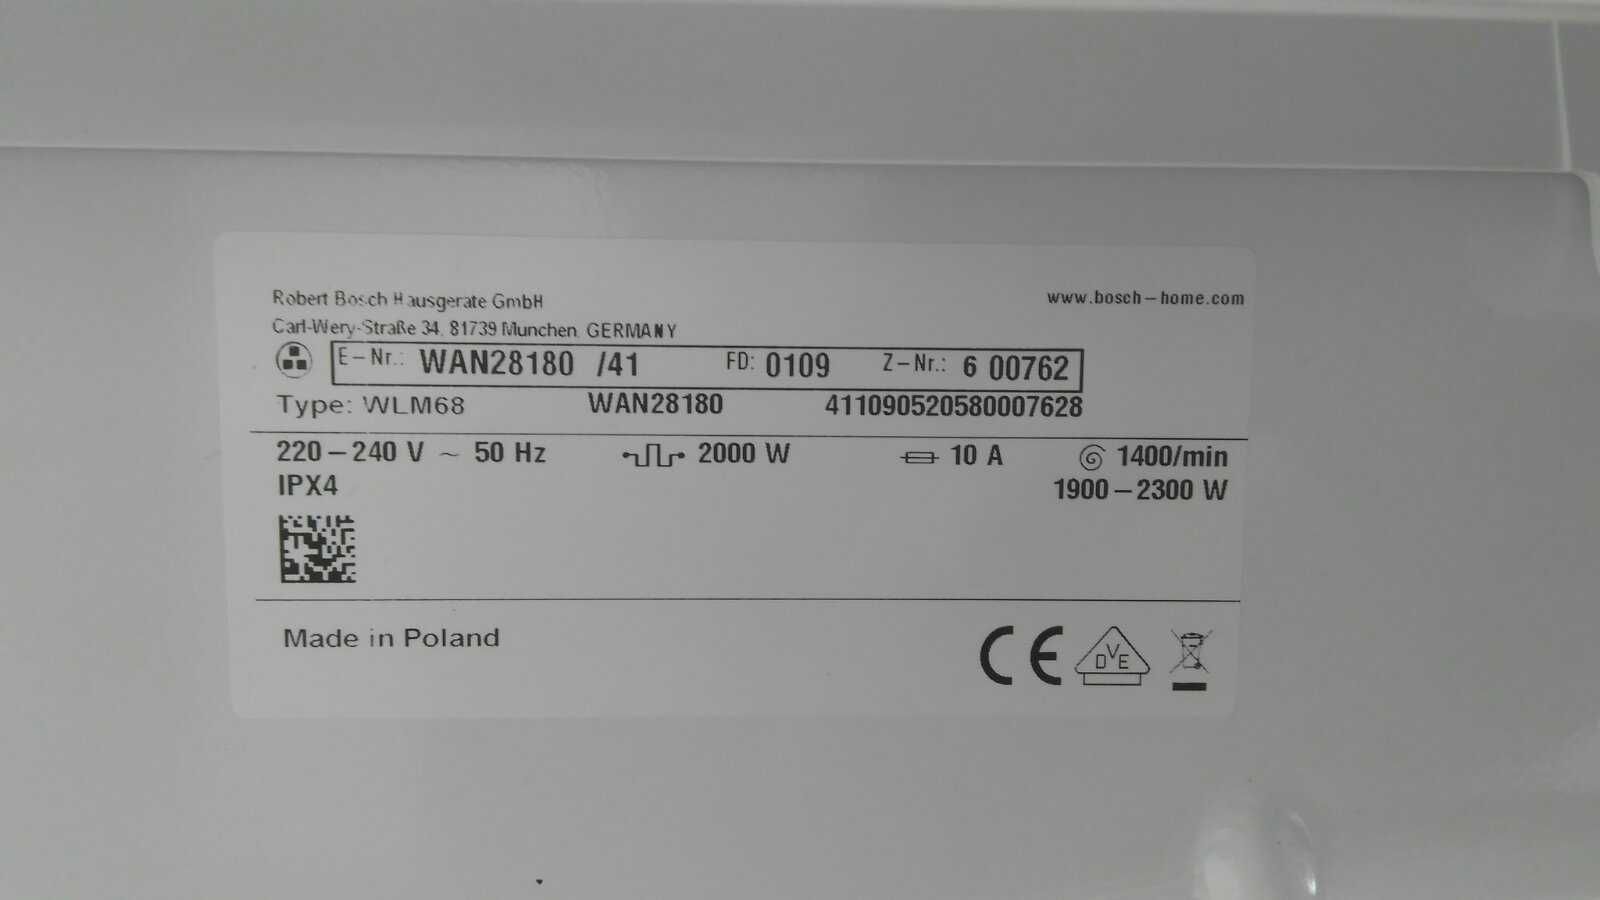 Robert Bosch Hausgerate GmbH www.bosch-home.com
Carl-Wery-Straße 34, 81739 Munchen, GERMANY
E-Nr.: WAN28180 /41 FD: 0109 Z-Nr.: 6 00762
Type: WLM68 WAN28180 411090520580007628
220-240 V ~ 50 Hz 2000 W 10 A 1400/min
IPX4 1900-2300 W
Made in Poland
CE DVE